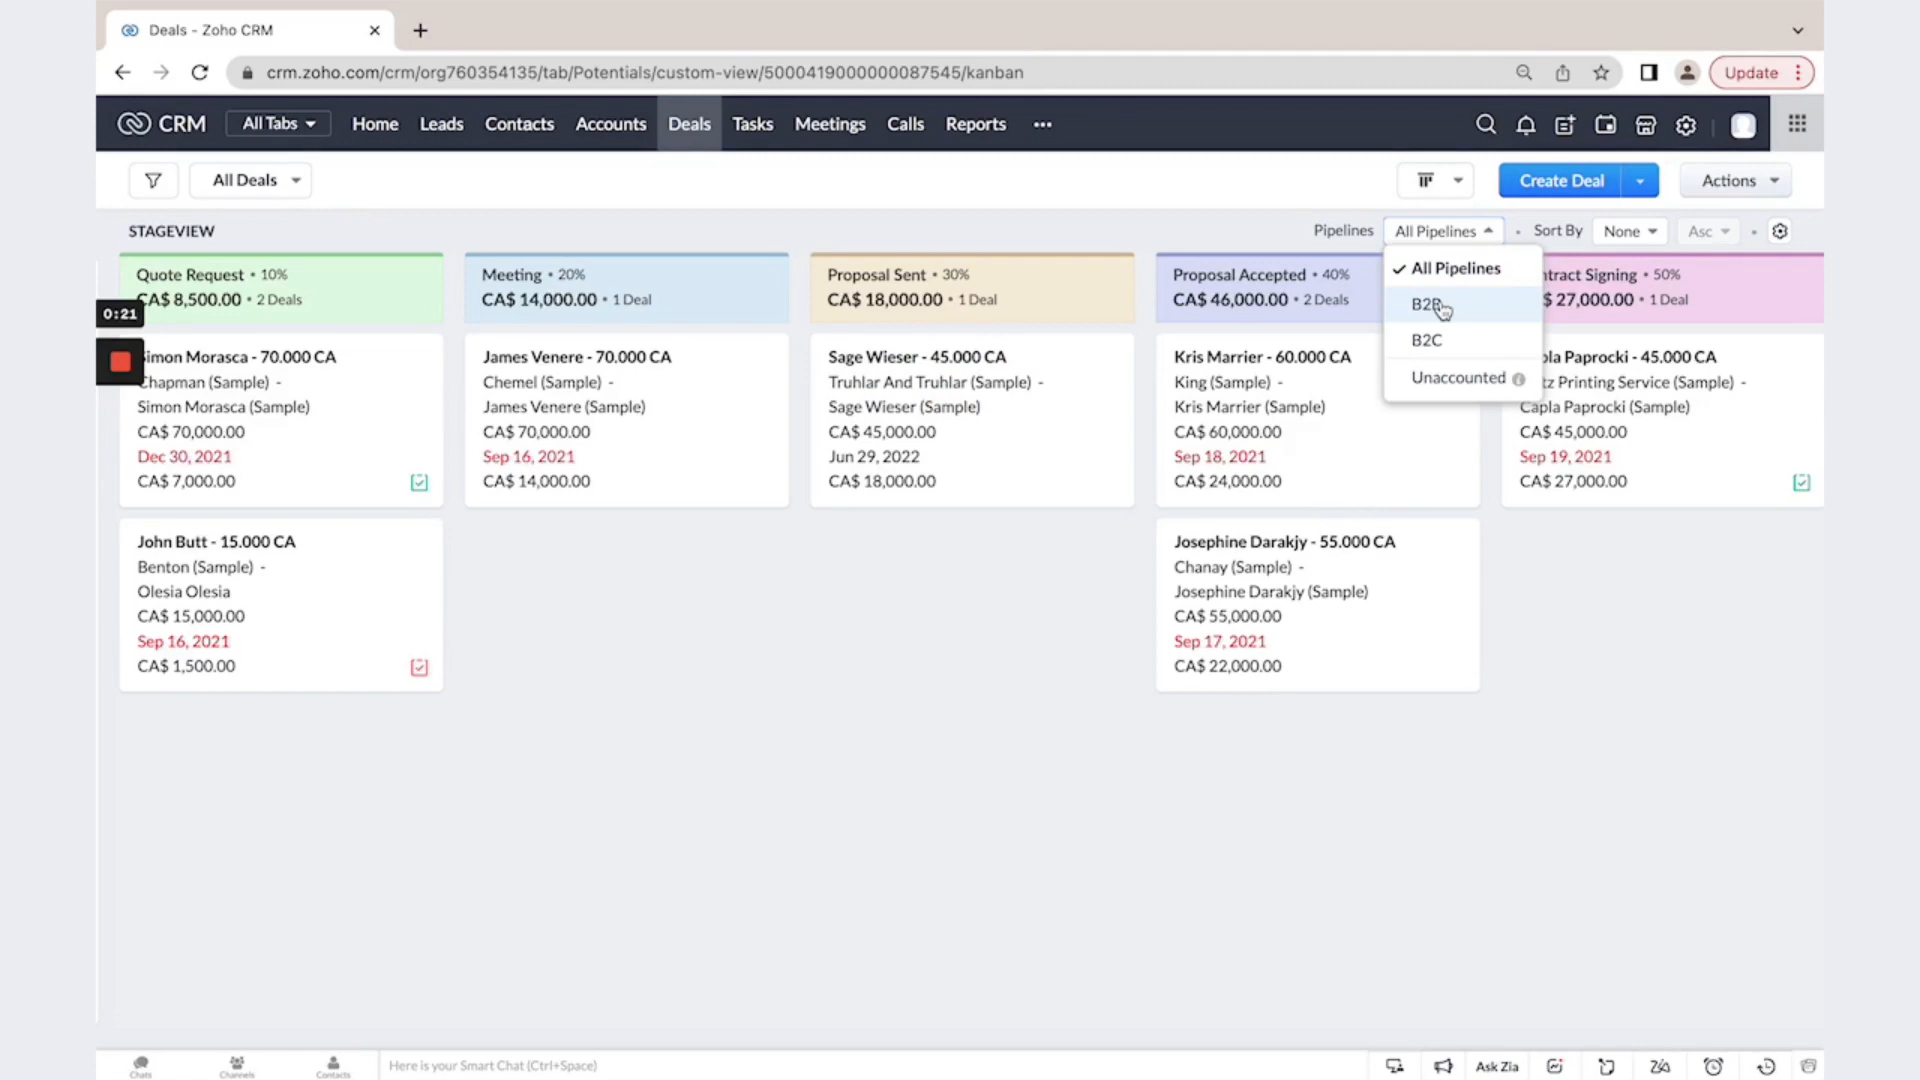 Deals - Zoho CRM
crm.zoho.com/crm/org760354135/tab/Potentials/custom-view/5000419000000087545/kanban
Update
CRM
All Tabs
Home
Leads
Contacts
Accounts
Deals
Tasks
Meetings
Calls
Reports
All Deals
Create Deal
Actions
STAGEVIEW
Pipelines
All Pipelines
Sort By
None
Asc
All Pipelines
B2B
B2C
Unaccounted
Quote Request • 10%
CA$ 8,500.00 • 2 Deals
Meeting • 20%
CA$ 14,000.00 • 1 Deal
Proposal Sent • 30%
CA$ 18,000.00 • 1 Deal
Proposal Accepted • 40%
CA$ 46,000.00 • 2 Deals
ntract Signing • 50%
$ 27,000.00 • 1 Deal
0:21
Simon Morasca - 70.000 CA
Chapman (Sample) -
Simon Morasca (Sample)
CA$ 70,000.00
Dec 30, 2021
CA$ 7,000.00
John Butt - 15.000 CA
Benton (Sample) -
Olesia Olesia
CA$ 15,000.00
Sep 16, 2021
CA$ 1,500.00
James Venere - 70.000 CA
Chemel (Sample) -
James Venere (Sample)
CA$ 70,000.00
Sep 16, 2021
CA$ 14,000.00
Sage Wieser - 45.000 CA
Truhlar And Truhlar (Sample) -
Sage Wieser (Sample)
CA$ 45,000.00
Jun 29, 2022
CA$ 18,000.00
Kris Marrier - 60.000 CA
King (Sample) -
Kris Marrier (Sample)
CA$ 60,000.00
Sep 18, 2021
CA$ 24,000.00
Josephine Darakjy - 55.000 CA
Chanay (Sample) -
Josephine Darakjy (Sample)
CA$ 55,000.00
Sep 17, 2021
CA$ 22,000.00
pla Paprocki - 45.000 CA
tz Printing Service (Sample) -
Capla Paprocki (Sample)
CA$ 45,000.00
Sep 19, 2021
CA$ 27,000.00
Chats
Channels
Contacts
Here is your Smart Chat (Ctrl+Space)
Ask Zia